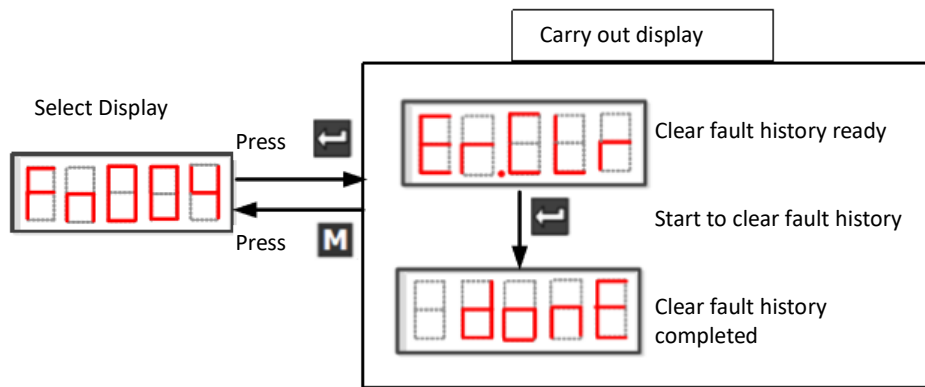 Carry out display
Select Display
Press
Fn004
Press M
Er.CLr
Clear fault history ready
Start to clear fault history
donE
Clear fault history
completed